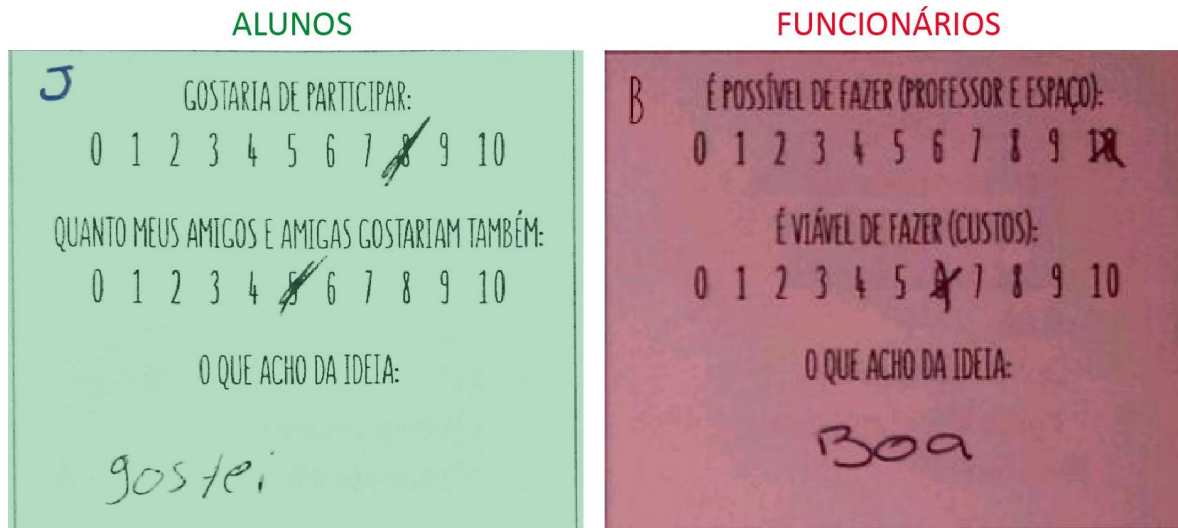 ALUNOS
J
GOSTARIA DE PARTICIPAR:
0 1 2 3 4 5 6 7 8 9 10
QUANTO MEUS AMIGOS E AMIGAS GOSTARIAM TAMBÉM:
0 1 2 3 4 5 6 7 8 9 10
O QUE ACHO DA IDEIA:
gostei
FUNCIONÁRIOS
B
É POSSÍVEL DE FAZER (PROFESSOR E ESPAÇO):
0 1 2 3 4 5 6 7 8 9 10
É VIÁVEL DE FAZER (CUSTOS):
0 1 2 3 4 5 6 7 8 9 10
O QUE ACHO DA IDEIA:
Boa